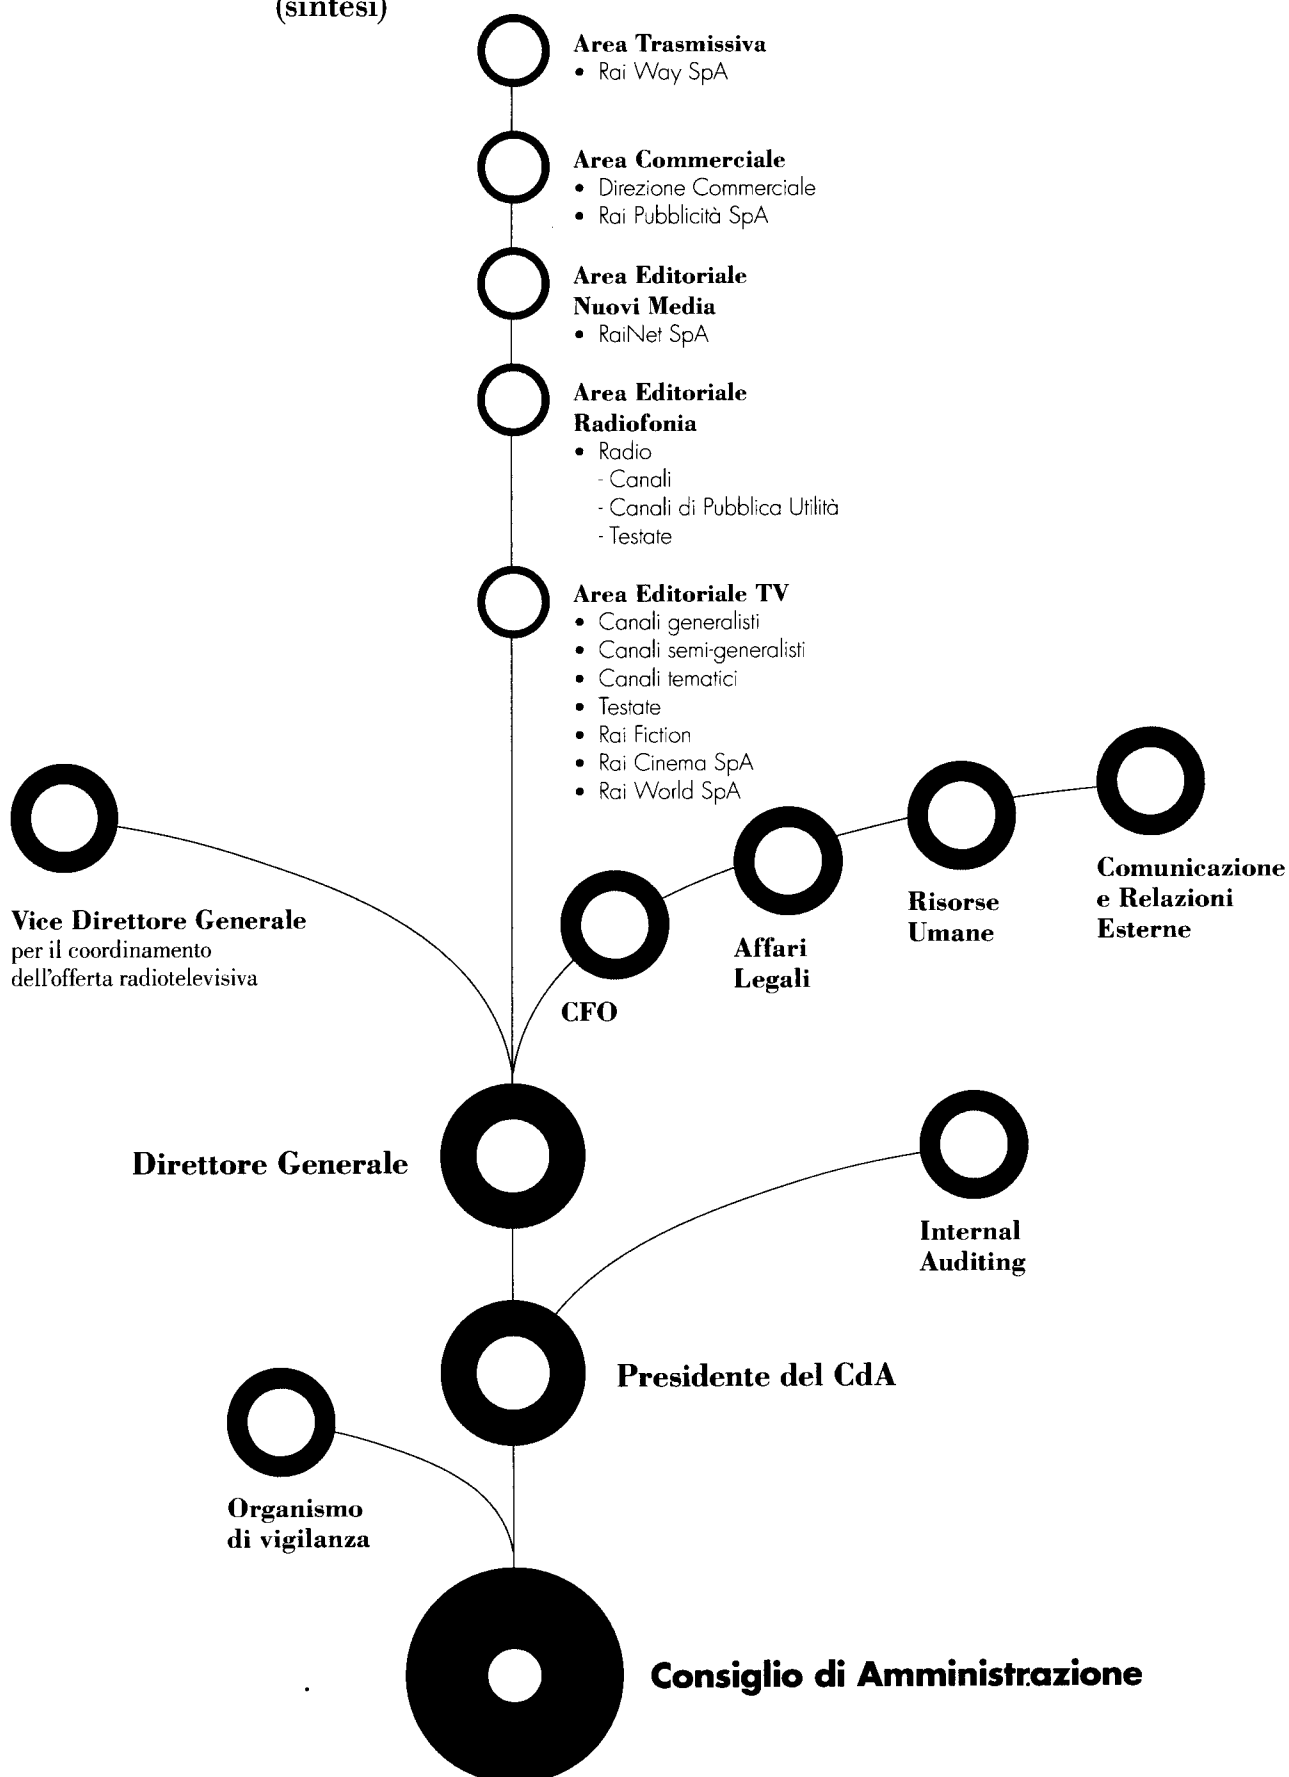 (sintesi)
Area Trasmissiva
• Rai Way SpA
Area Commerciale
• Direzione Commerciale
• Rai Pubblicità SpA
Area Editoriale
Nuovi Media
• RaiNet SpA
Area Editoriale
Radiofonia
• Radio
- Canali
- Canali di Pubblica Utilità
- Testate
Area Editoriale TV
• Canali generalisti
• Canali semi-generalisti
• Canali tematici
• Testate
• Rai Fiction
• Rai Cinema SpA
• Rai World SpA
Vice Direttore Generale
per il coordinamento
dell'offerta radiotelevisiva
CFO
Affari
Legali
Risorse
Umane
Comunicazione
e Relazioni
Esterne
Direttore Generale
Internal
Auditing
Presidente del CdA
Organismo
di vigilanza
Consiglio di Amministrazione